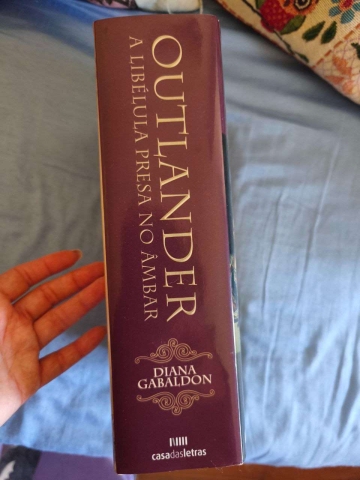 OUTLANDER
A LIBÉLULA PRESA NO ÂMBAR
DIANA
GABALDON
casadasletras